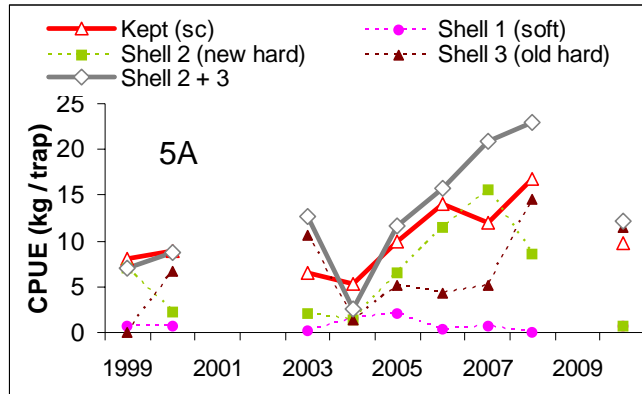 Kept (sc) Shell 1 (soft)
Shell 2 (new hard) Shell 3 (old hard)
Shell 2 + 3
25
20
15
10
5
0
5A
CPUE (kg / trap)
1999 2001 2003 2005 2007 2009